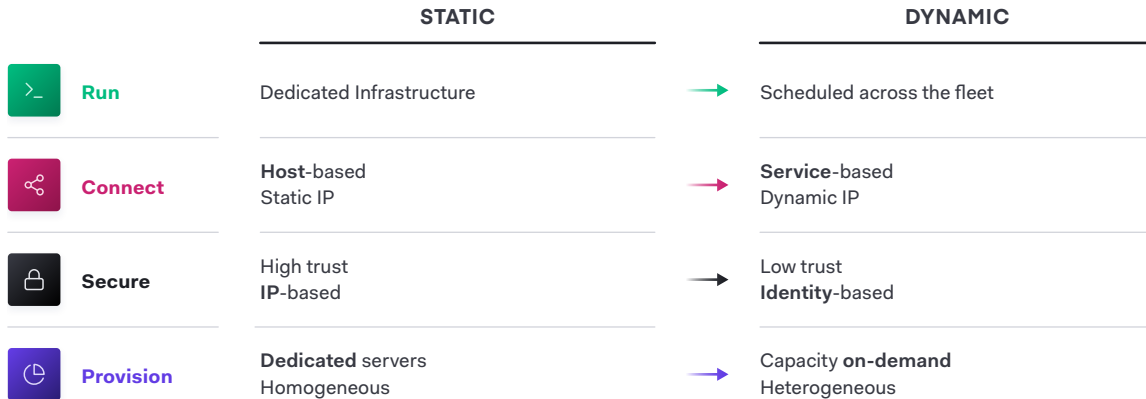 STATIC
DYNAMIC
Run
Dedicated Infrastructure
Scheduled across the fleet
Connect
Host-based
Static IP
Service-based
Dynamic IP
Secure
High trust
IP-based
Low trust
Identity-based
Provision
Dedicated servers
Homogeneous
Capacity on-demand
Heterogeneous